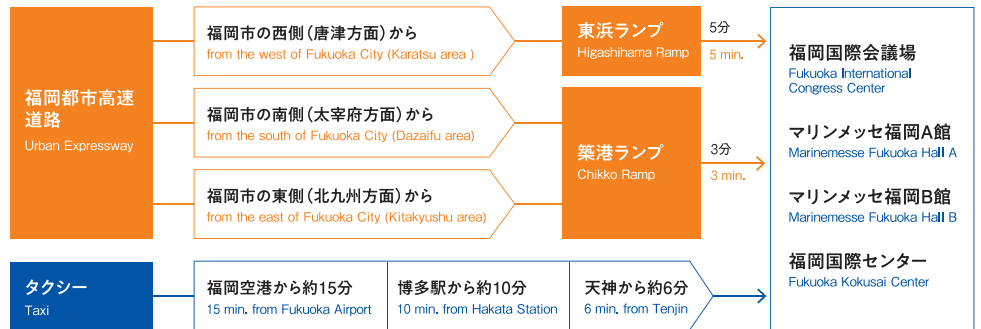 福岡都市高速
道路
Urban Expressway
福岡市の西側（唐津方面）から
from the west of Fukuoka City (Karatsu area )
東浜ランプ
Higashihama Ramp
5分
5 min.
福岡市の南側（太宰府方面）から
from the south of Fukuoka City (Dazaifu area)
福岡市の東側（北九州方面）から
from the east of Fukuoka City (Kitakyushu area)
築港ランプ
Chikko Ramp
3分
3 min.
福岡国際会議場
Fukuoka International
Congress Center
マリンメッセ福岡A館
Marinemesse Fukuoka Hall A
マリンメッセ福岡B館
Marinemesse Fukuoka Hall B
福岡国際センター
Fukuoka Kokusai Center
タクシー
Taxi
福岡空港から約15分
15 min. from Fukuoka Airport
博多駅から約10分
10 min. from Hakata Station
天神から約6分
6 min. from Tenjin